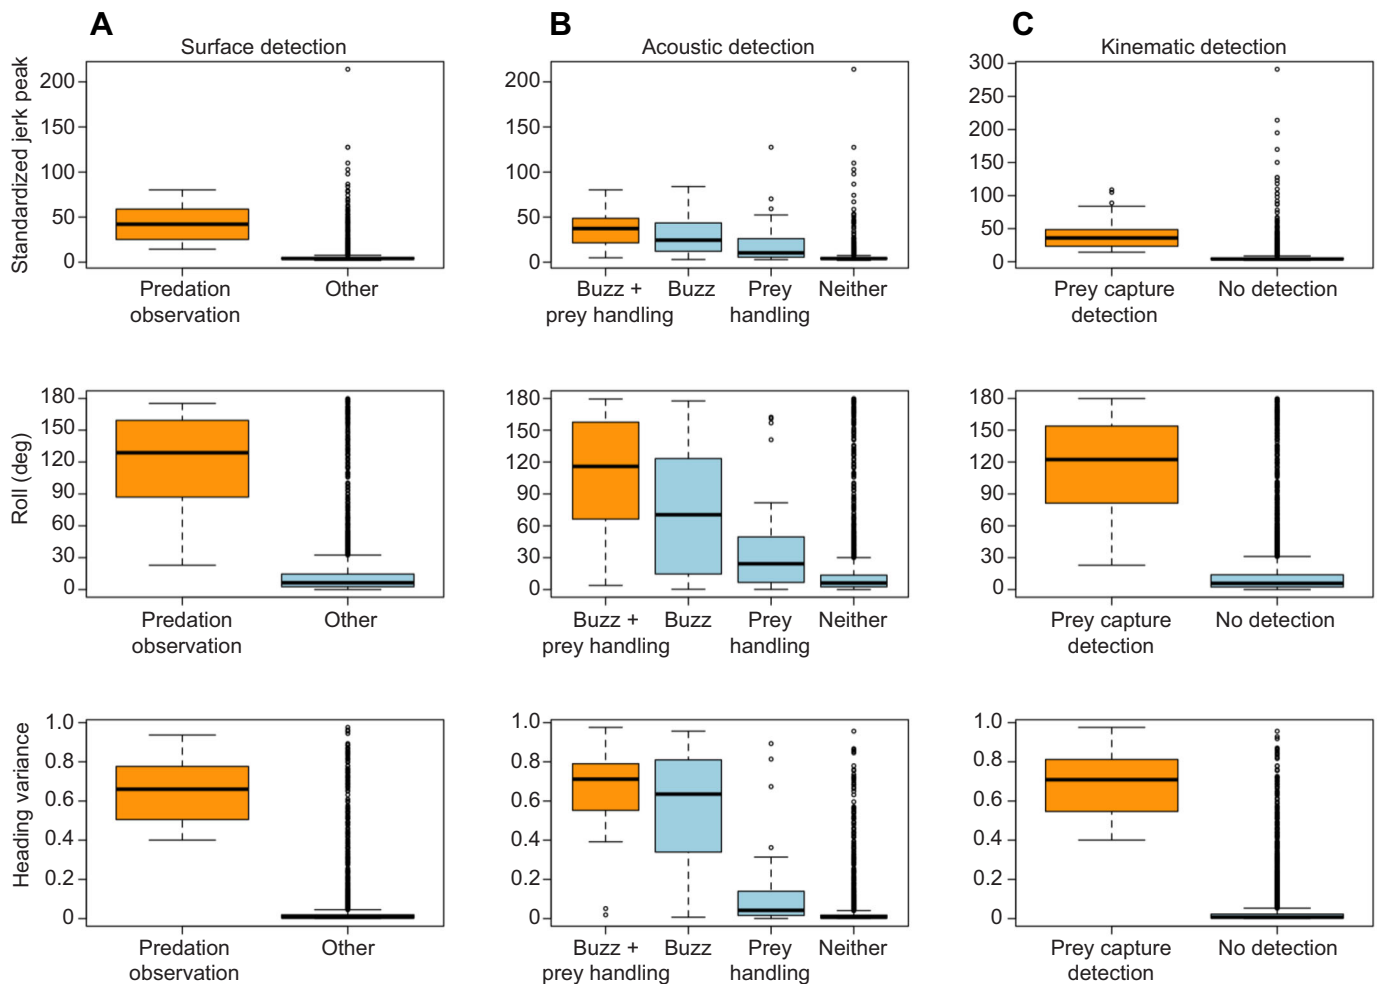 A
B
C
Surface detection
Acoustic detection
Kinematic detection
Standardized jerk peak
200
150
100
50
0
Predation
observation
Other
200
150
100
50
0
Buzz +
prey handling
Buzz
Prey
handling
Neither
300
250
200
150
100
50
0
Prey capture
detection
No detection
Roll (deg)
180
150
120
90
60
30
0
Predation
observation
Other
180
150
120
90
60
30
0
Buzz +
prey handling
Buzz
Prey
handling
Neither
180
150
120
90
60
30
0
Prey capture
detection
No detection
Heading variance
1.0
0.8
0.6
0.4
0.2
0
Predation
observation
Other
1.0
0.8
0.6
0.4
0.2
0
Buzz +
prey handling
Buzz
Prey
handling
Neither
1.0
0.8
0.6
0.4
0.2
0
Prey capture
detection
No detection